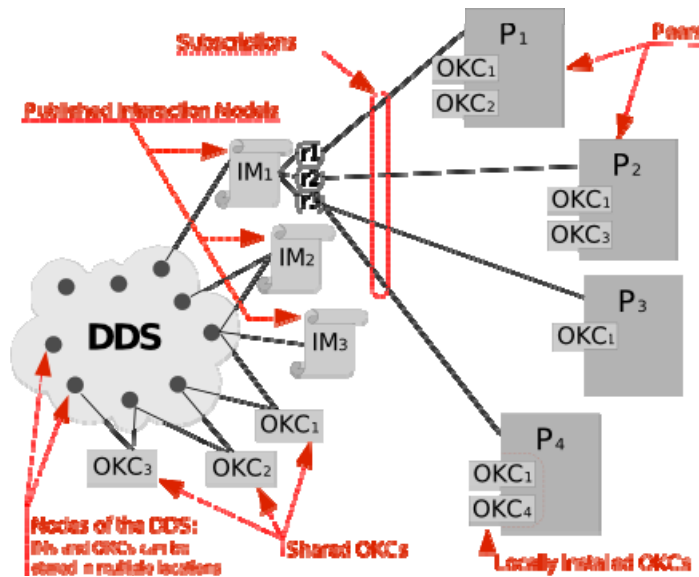 Subscriptions
P1
Peers
OKC1
OKC2
Published Interaction Models
r1
IM1
r2
r3
P2
OKC1
OKC3
IM2
P3
DDS
IM3
OKC1
OKC1
P4
OKC3
OKC2
OKC1
OKC4
Nodes of the DDS:
IMs and OKCs can be
stored in multiple locations
Shared OKCs
Locally Installed OKCs